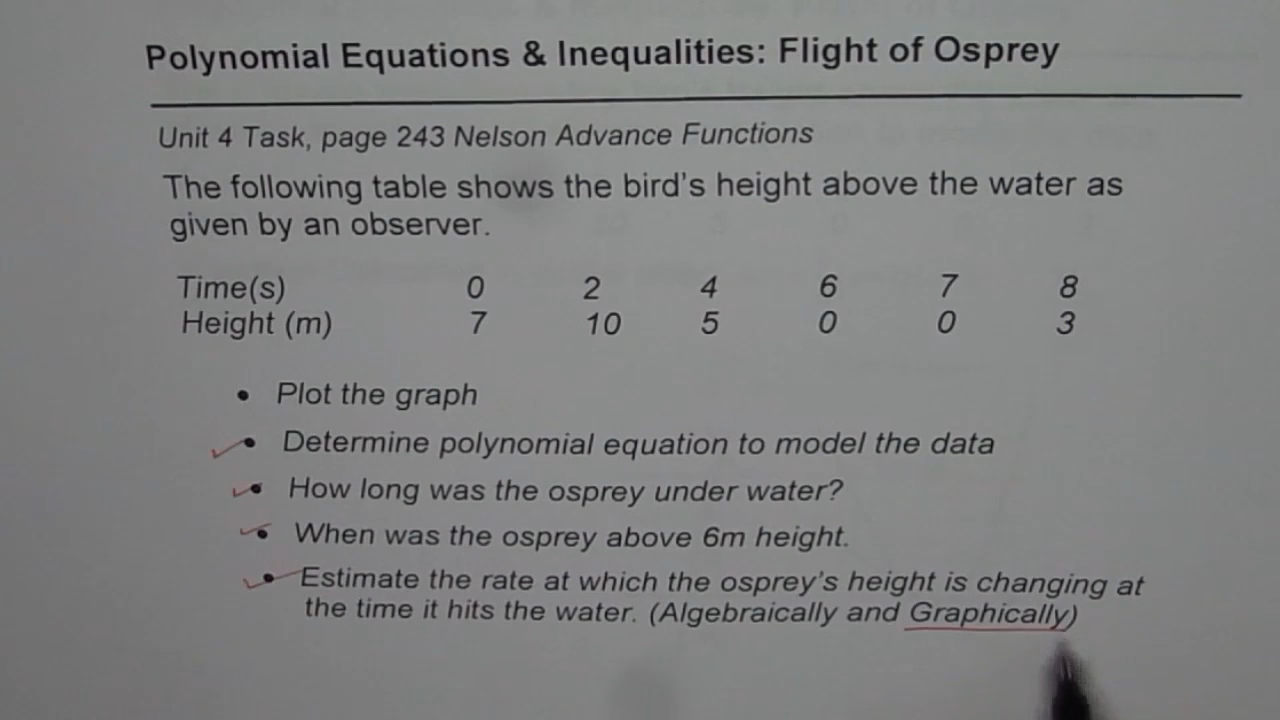 Polynomial Equations & Inequalities: Flight of Osprey
Unit 4 Task, page 243 Nelson Advance Functions
The following table shows the bird's height above the water as
given by an observer.
Time(s) 0 2 4 6 7 8
Height (m) 7 10 5 0 0 3
• Plot the graph
• Determine polynomial equation to model the data
• How long was the osprey under water?
• When was the osprey above 6m height.
• Estimate the rate at which the osprey's height is changing at
the time it hits the water. (Algebraically and Graphically)